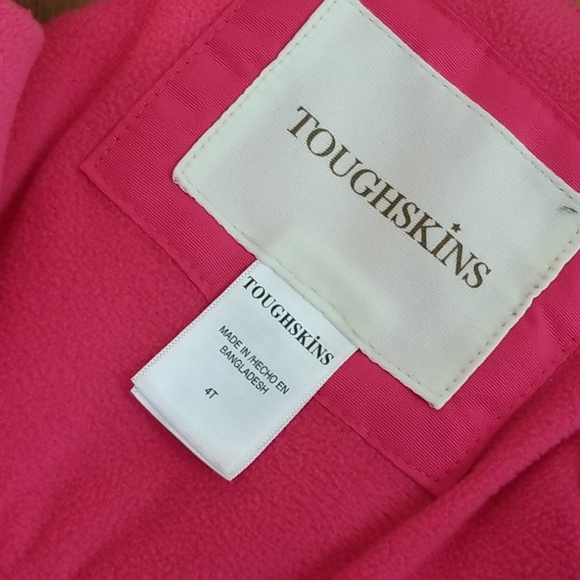 TOUGHSKINS
TOUGHSKINS
MADE IN /HECHO EN
BANGLADESH
4T